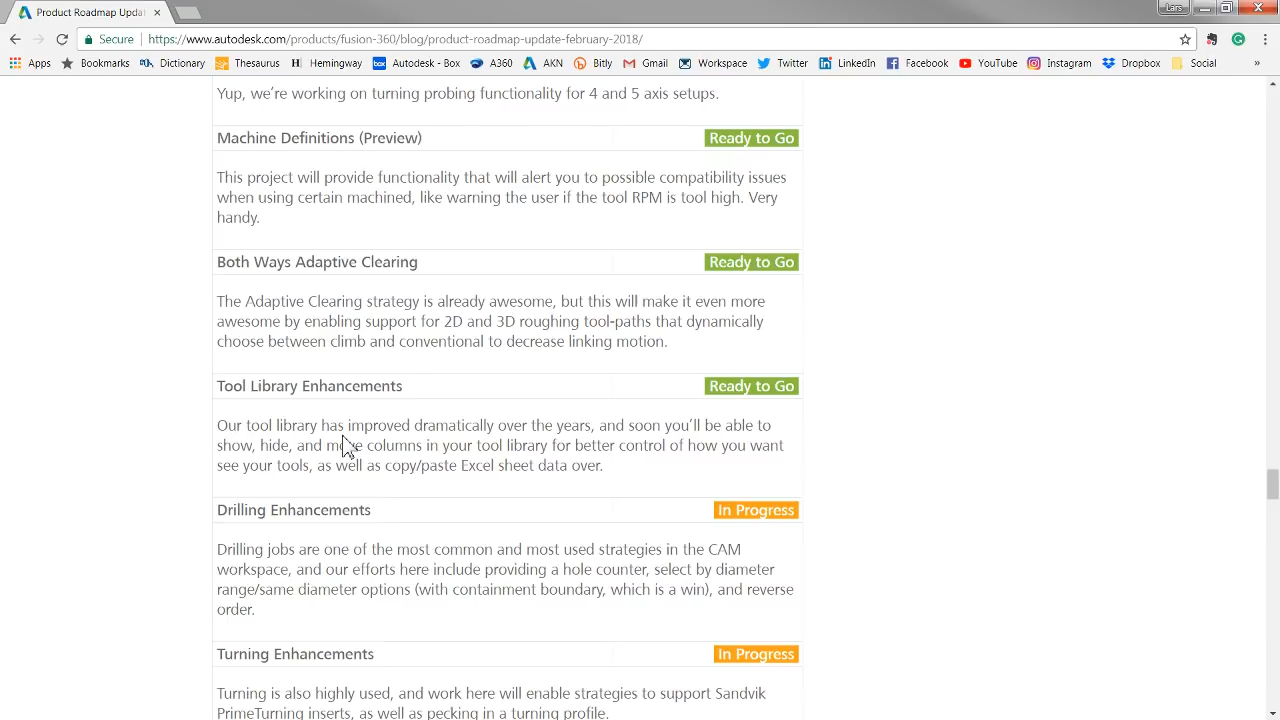 Product Roadmap Upda
Lars
Secure
https://www.autodesk.com/products/fusion-360/blog/product-roadmap-update-february-2018/
Apps Bookmarks Dictionary Thesaurus Hemingway Autodesk - Box A360 AKN Bitly Gmail Workspace Twitter LinkedIn Facebook YouTube Instagram Dropbox Social »
Yup, we're working on turning probing functionality for 4 and 5 axis setups.
Machine Definitions (Preview) Ready to Go
This project will provide functionality that will alert you to possible compatibility issues
when using certain machined, like warning the user if the tool RPM is tool high. Very
handy.
Both Ways Adaptive Clearing Ready to Go
The Adaptive Clearing strategy is already awesome, but this will make it even more
awesome by enabling support for 2D and 3D roughing tool-paths that dynamically
choose between climb and conventional to decrease linking motion.
Tool Library Enhancements Ready to Go
Our tool library has improved dramatically over the years, and soon you'll be able to
show, hide, and move columns in your tool library for better control of how you want
see your tools, as well as copy/paste Excel sheet data over.
Drilling Enhancements In Progress
Drilling jobs are one of the most common and most used strategies in the CAM
workspace, and our efforts here include providing a hole counter, select by diameter
range/same diameter options (with containment boundary, which is a win), and reverse
order.
Turning Enhancements In Progress
Turning is also highly used, and work here will enable strategies to support Sandvik
PrimeTurning inserts, as well as pecking in a turning profile.